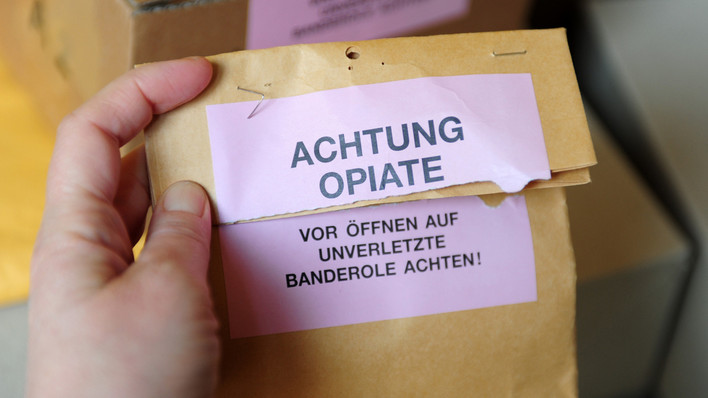 ACHTUNG
OPIATE
VOR ÖFFNEN AUF
UNVERLETZTE
BANDEROLE ACHTEN!